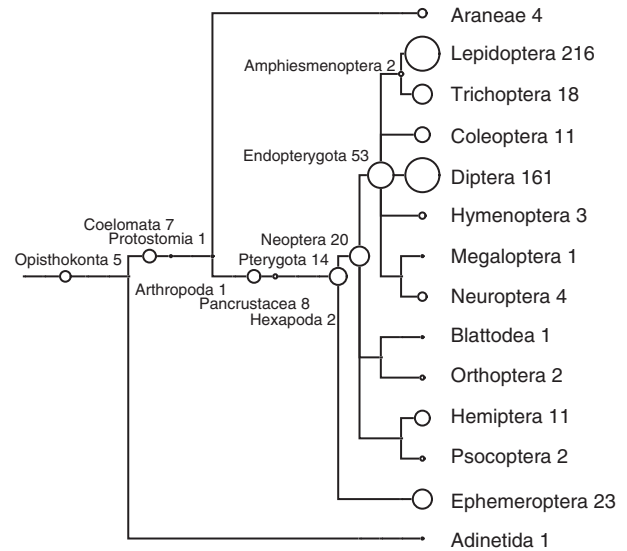 Araneae 4
Lepidoptera 216
Amphiesmenoptera 2
Trichoptera 18
Coleoptera 11
Endopterygota 53
Diptera 161
Hymenoptera 3
Coelomata 7
Protostomia 1
Neoptera 20
Megaloptera 1
Opisthokonta 5
Pterygota 14
Arthropoda 1
Neuroptera 4
Pancrustacea 8
Hexapoda 2
Blattodea 1
Orthoptera 2
Hemiptera 11
Psocoptera 2
Ephemeroptera 23
Adinetida 1